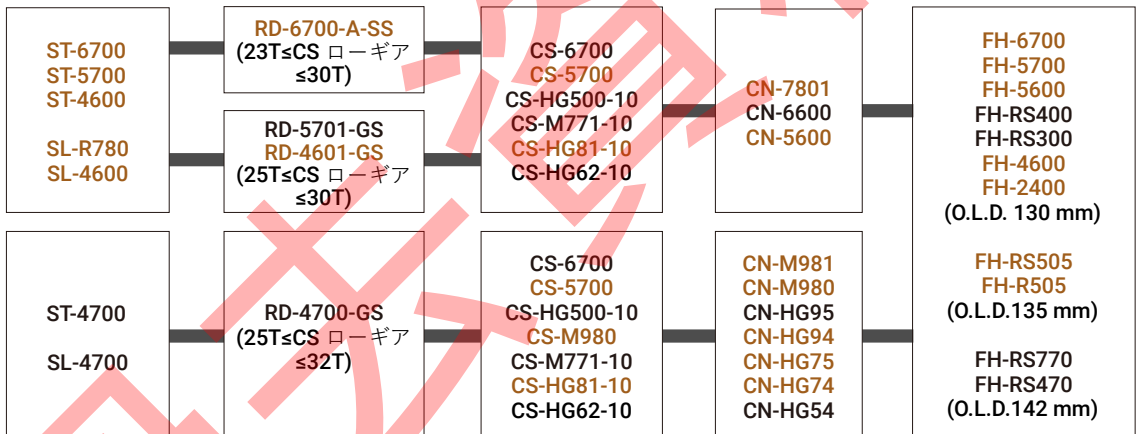 ST-6700
ST-5700
ST-4600
SL-R780
SL-4600
RD-6700-A-SS
(23T≤CS ローギア
≤30T)
RD-5701-GS
RD-4601-GS
(25T≤CS ローギア
≤30T)
CS-6700
CS-5700
CS-HG500-10
CS-M771-10
CS-HG81-10
CS-HG62-10
CN-7801
CN-6600
CN-5600
FH-6700
FH-5700
FH-5600
FH-RS400
FH-RS300
FH-4600
FH-2400
(O.L.D. 130 mm)
FH-RS505
FH-R505
(O.L.D.135 mm)
FH-RS770
FH-RS470
(O.L.D.142 mm)
ST-4700
SL-4700
RD-4700-GS
(25T≤CS ローギア
≤32T)
CS-6700
CS-5700
CS-HG500-10
CS-M980
CS-M771-10
CS-HG81-10
CS-HG62-10
CN-M981
CN-M980
CN-HG95
CN-HG94
CN-HG75
CN-HG74
CN-HG54